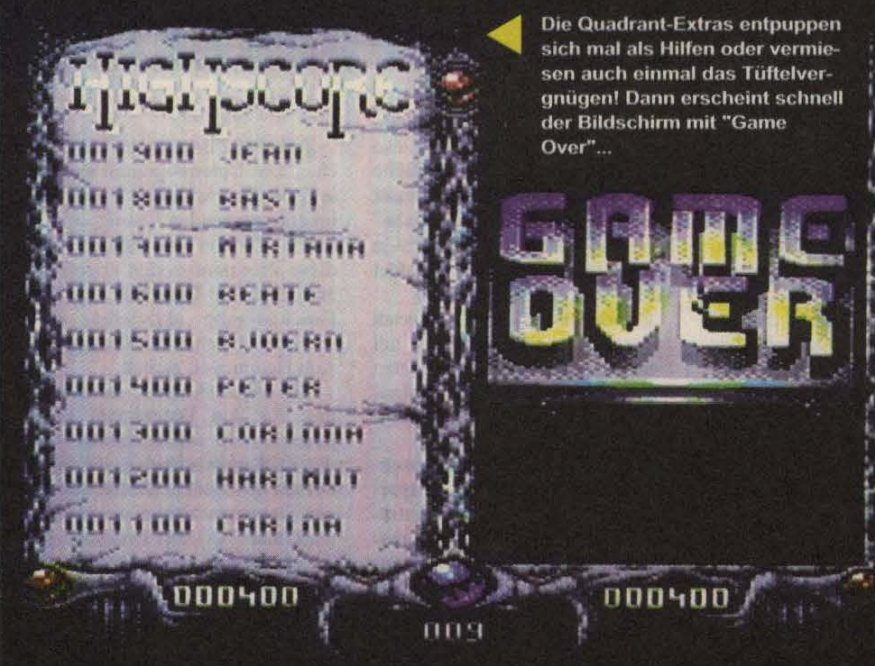 Die Quadrant-Extras entpuppen
sich mal als Hilfen oder vermie-
sen auch einmal das Tüftelver-
gnügen! Dann erscheint schnell
der Bildschirm mit "Game
Over"...
HIGHSCORE
001900 JEAN
001800 BASTI
001700 MIRIANA
001600 BEATE
001500 BJOERN
001400 PETER
001300 CORINNA
001200 HARTMUT
001100 CARINA
GAME
OVER
000400
000400
009